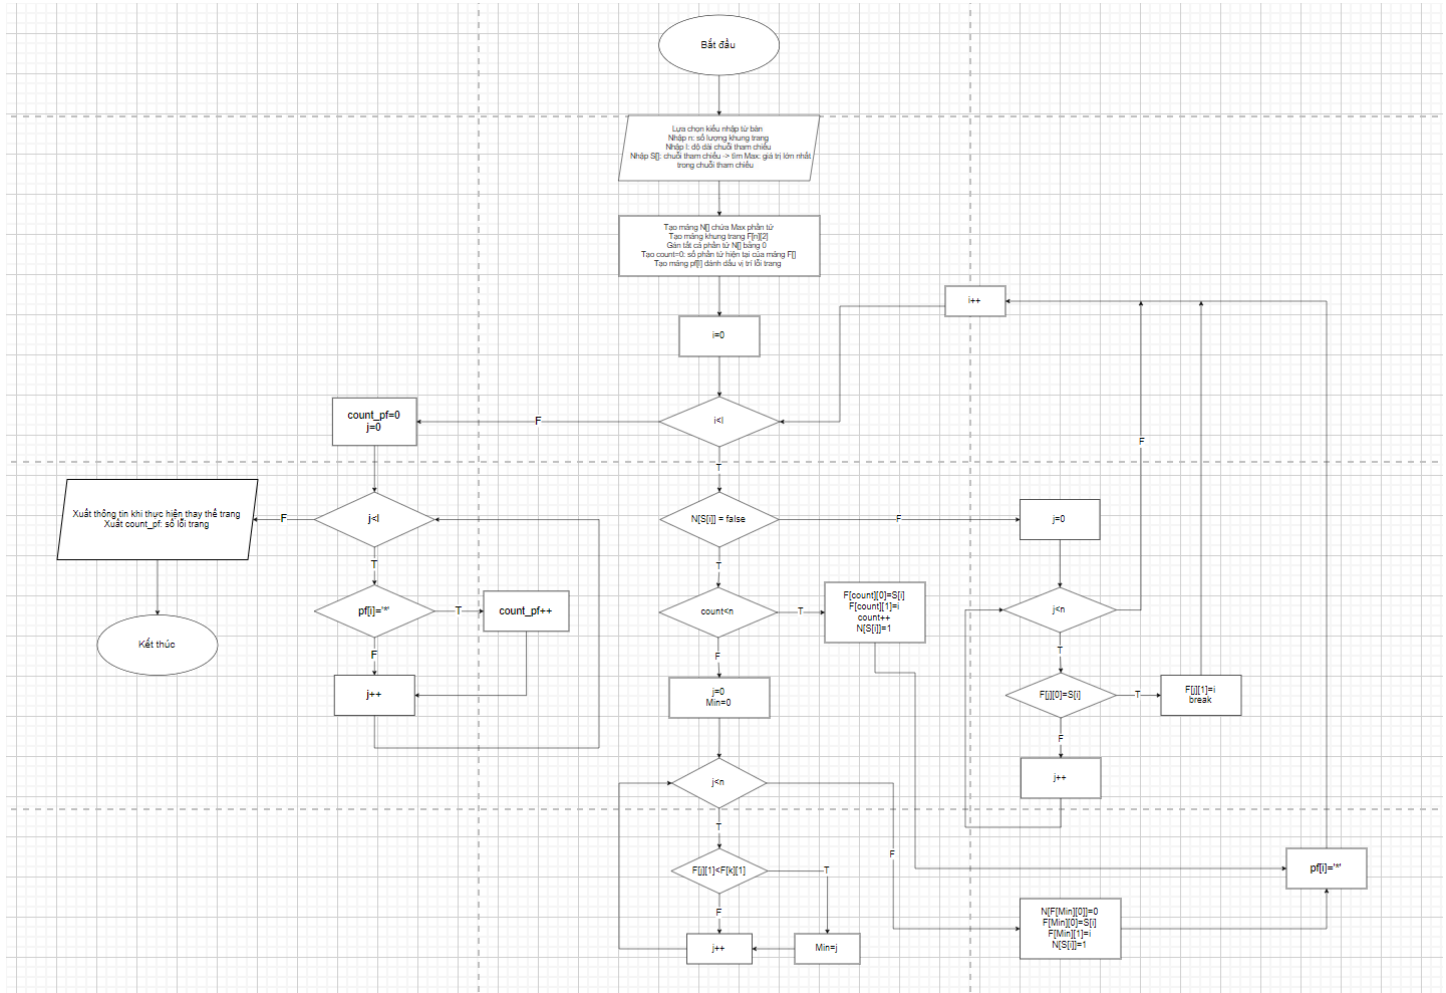 Bắt đầu
Lựa chọn kiểu nhập từ bàn
Nhập n: số lượng khung trang
Nhập l: độ dài chuỗi tham chiếu
Nhập S[]: chuỗi tham chiếu -> tìm Max: giá trị lớn nhất
trong chuỗi tham chiếu
Tạo mảng N[] chứa Max phần tử
Tạo mảng khung trang F[n][2]
Gán tất cả phần tử N[] bằng 0
Tạo count=0: số phần tử hiện tại của mảng F[]
Tạo mảng pf[i] đánh dấu vị trí lỗi trang
i++
i=0
count_pf=0
j=0
F
i<l
F
T
Xuất thông tin khi thực hiện thay thế trang
Xuất count_pf: số lỗi trang
F
j<l
N[S[i]] = false
F
j=0
T
T
F[count][0]=S[i]
F[count][1]=i
count++
N[S[i]]=1
pf[i]='*'
T
count_pf++
count<n
T
j<n
Kết thúc
F
F
T
j++
j=0
Min=0
F[j][0]=S[i]
T
F[j][1]=i
break
F
j<n
j++
T
F
F[j][1]<F[k][1]
T
pf[i]='*'
F
N[F[Min][0]]=0
F[Min][0]=S[i]
F[Min][1]=i
N[S[i]]=1
j++
Min=j